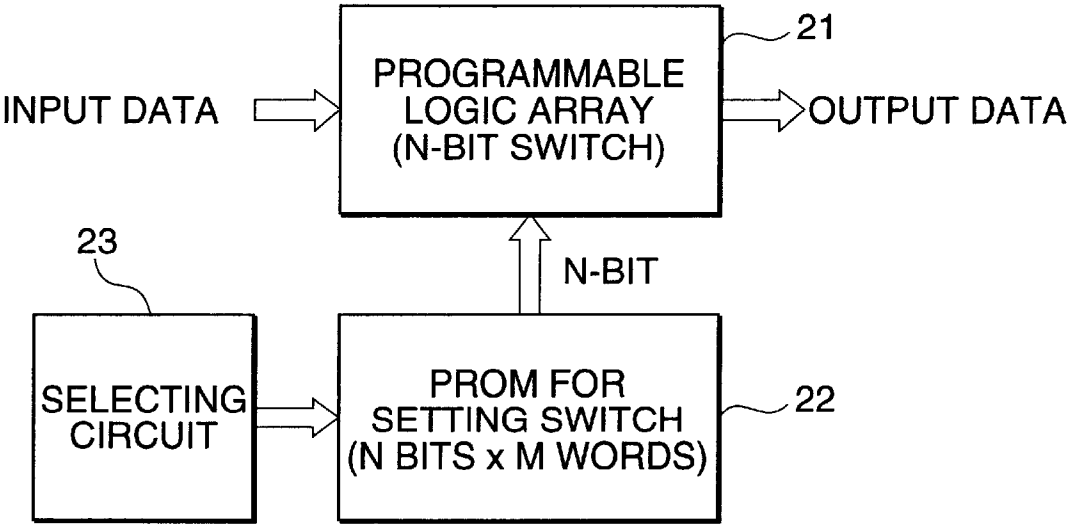 21
PROGRAMMABLE
LOGIC ARRAY
(N-BIT SWITCH)
INPUT DATA
OUTPUT DATA
N-BIT
23
SELECTING
CIRCUIT
PROM FOR
SETTING SWITCH
(N BITS x M WORDS)
22